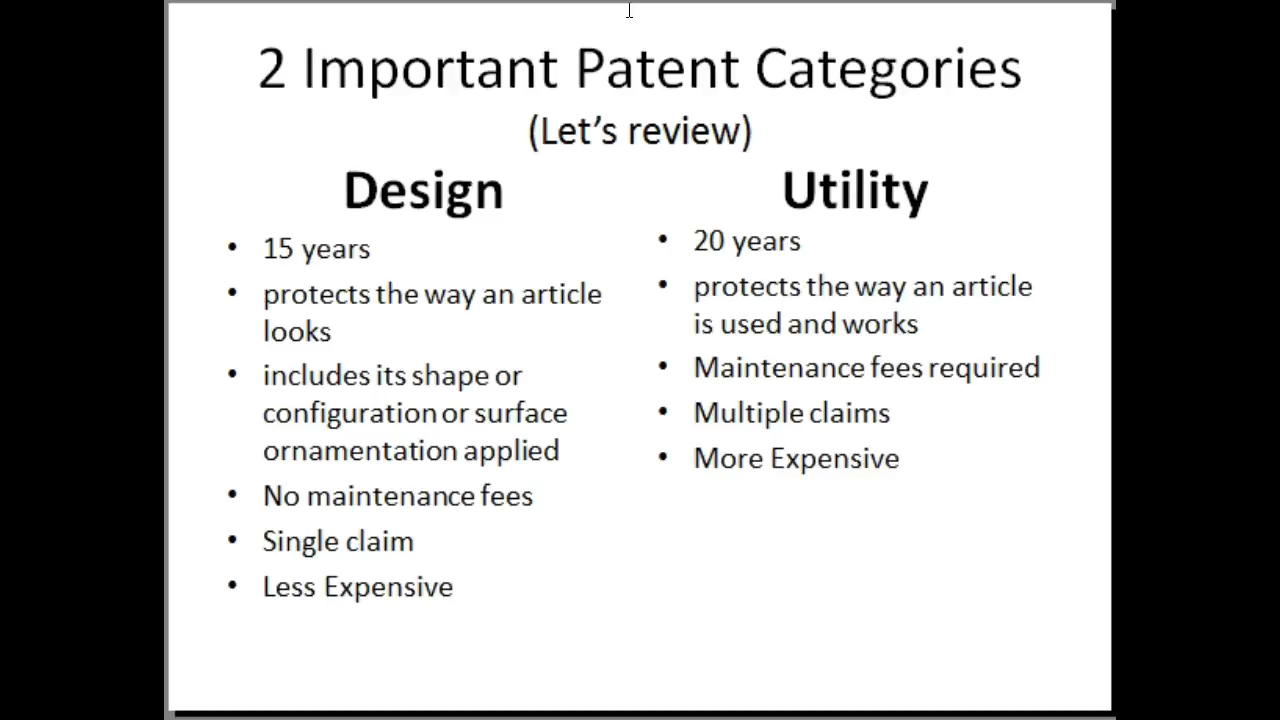 2 Important Patent Categories
(Let's review)
Design
• 15 years
• protects the way an article
looks
• includes its shape or
configuration or surface
ornamentation applied
• No maintenance fees
• Single claim
• Less Expensive
Utility
• 20 years
• protects the way an article
is used and works
• Maintenance fees required
• Multiple claims
• More Expensive